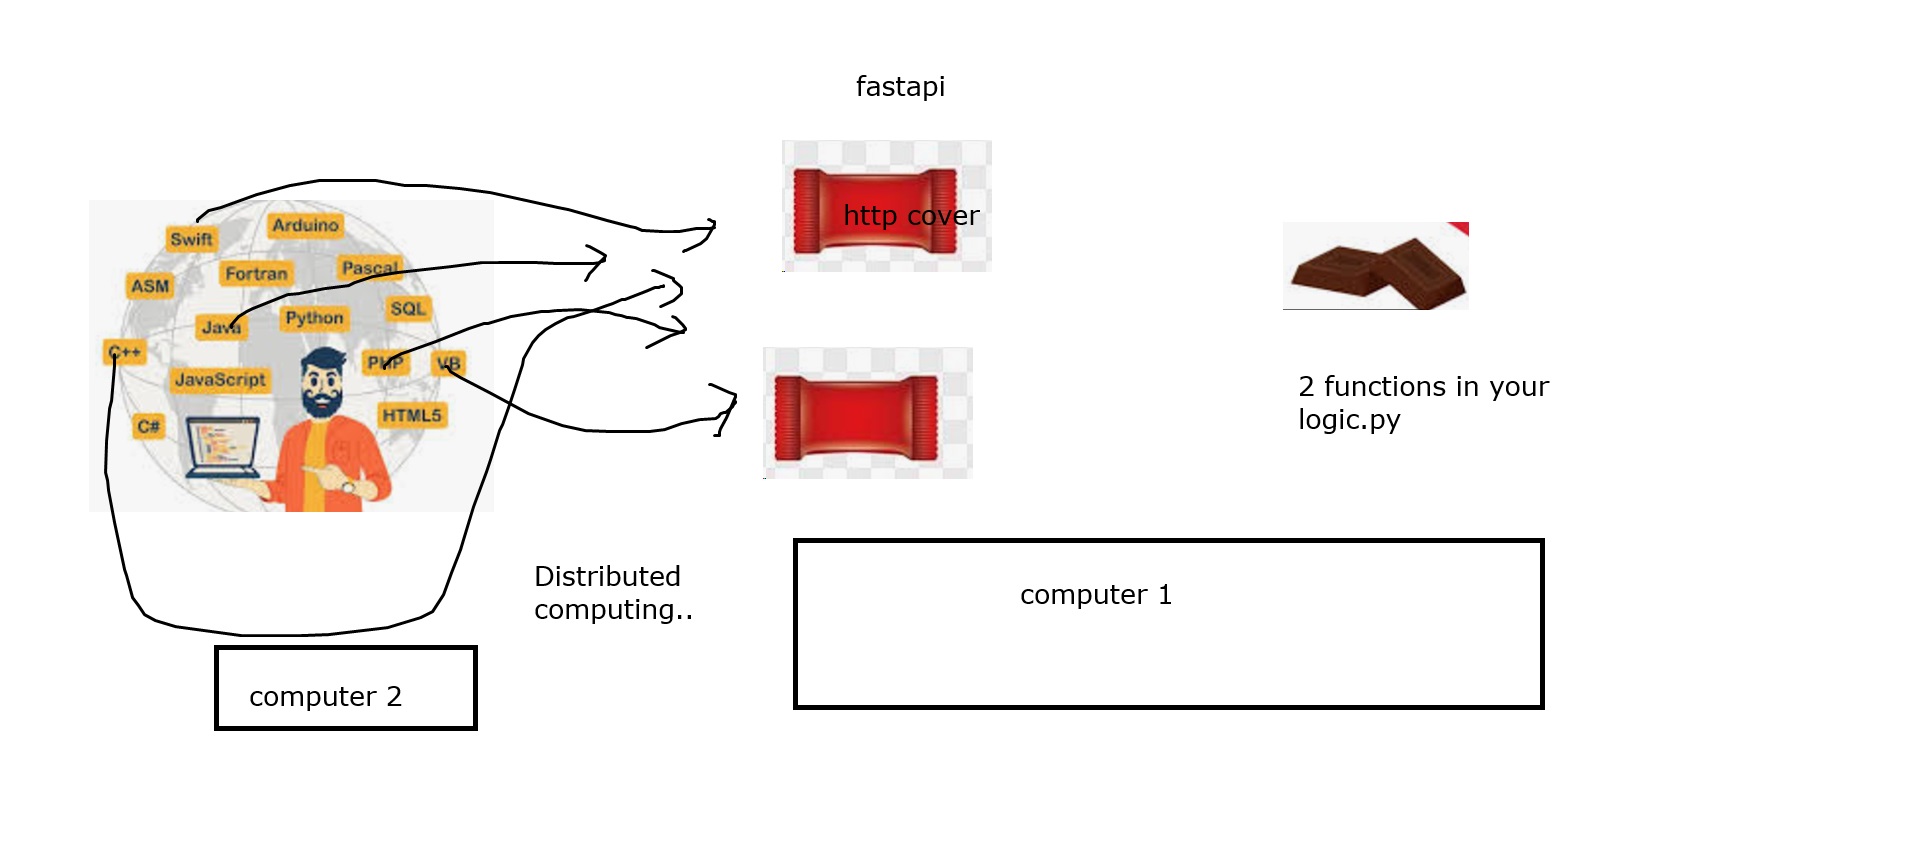 fastapi
http cover
Swift
Arduino
Fortran
Pascal
ASM
SQL
Java
Python
C++
PHP
VB
JavaScript
HTML5
C#
2 functions in your
logic.py
Distributed
computing..
computer 1
computer 2